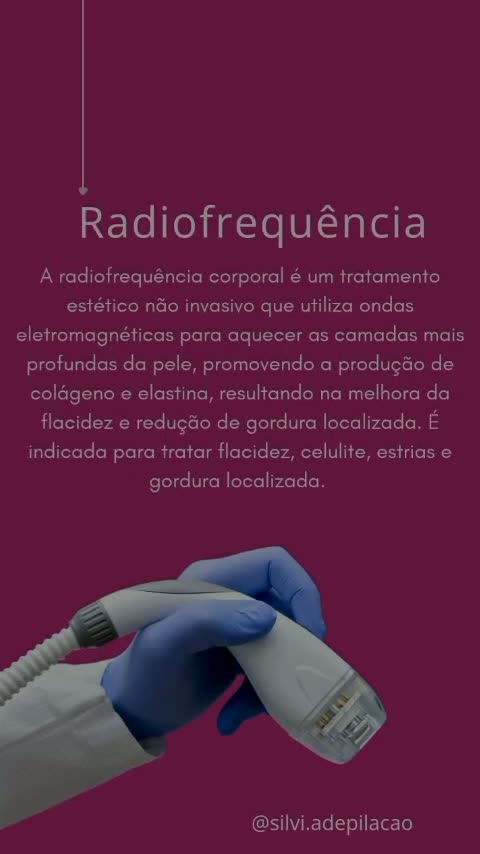 Radiofrequência
A radiofrequência corporal é um tratamento
estético não invasivo que utiliza ondas
eletromagnéticas para aquecer as camadas mais
profundas da pele, promovendo a produção de
colágeno e elastina, resultando na melhora da
flacidez e redução de gordura localizada. É
indicada para tratar flacidez, celulite, estrias e
gordura localizada.
@silvi.adepilacao